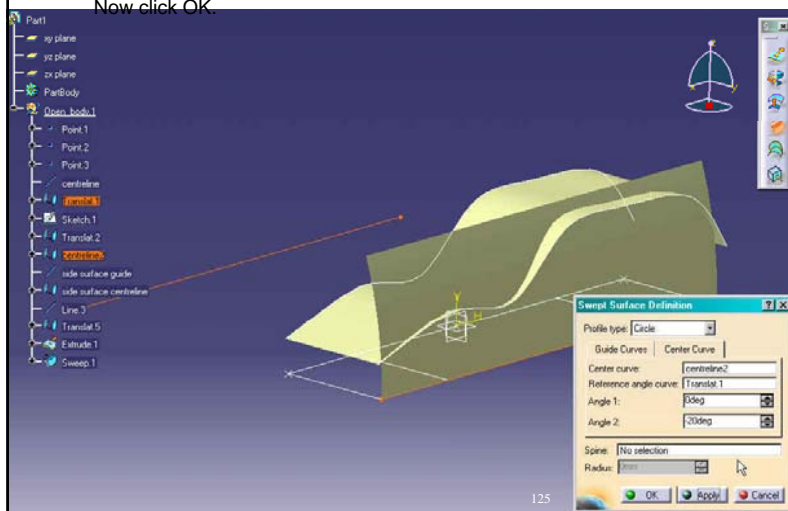 Now click OK.
Part1
xy plane
yz plane
zx plane
PartBody
Open_body.1
Point.1
Point.2
Point.3
centreline
Translat.1
Sketch.1
Translat.2
centreline2
side surface guide
side surface centreline
Line.3
Translat.5
Extrude.1
Sweep.1
Y
H
Swept Surface Definition
Profile type: Circle
Guide Curves Center Curve
Center curve: centreline2
Reference angle curve: Translat.1
Angle 1: 0deg
Angle 2: -20deg
Spine: No selection
Radius:
OK Apply Cancel
125